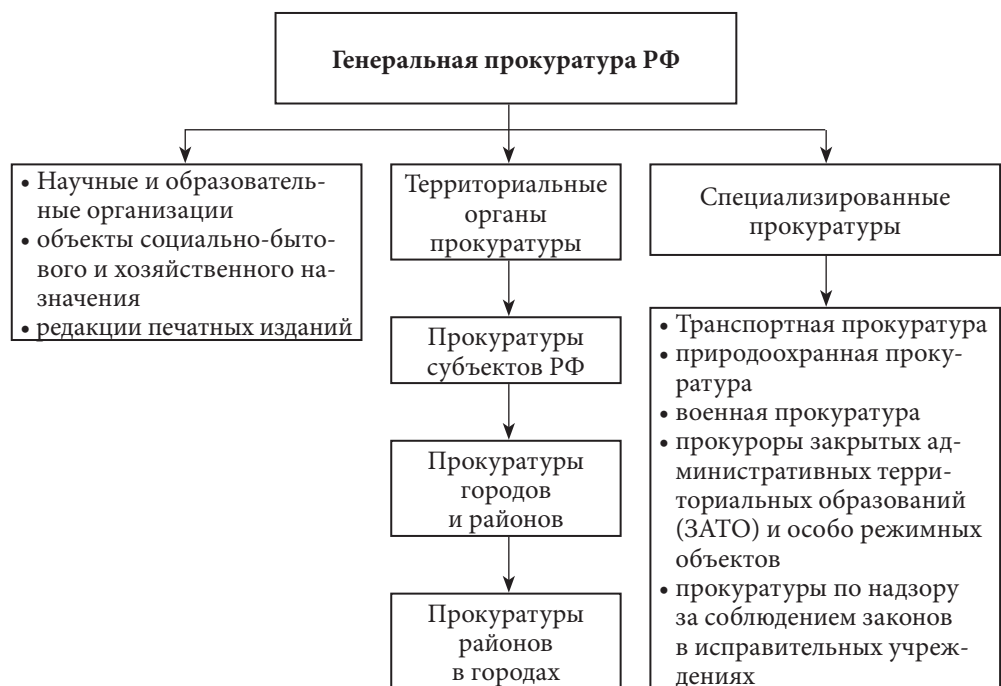 Генеральная прокуратура РФ
• Научные и образователь-
ные организации
• объекты социально-быто-
вого и хозяйственного на-
значения
• редакции печатных изданий
Территориальные
органы
прокуратуры
Прокуратуры
субъектов РФ
Прокуратуры
городов
и районов
Прокуратуры
районов
в городах
Специализированные
прокуратуры
• Транспортная прокуратура
• природоохранная проку-
ратура
• военная прокуратура
• прокуроры закрытых ад-
министративных терри-
ториальных образований
(ЗАТО) и особо режимных
объектов
• прокуратуры по надзору
за соблюдением законов
в исправительных учреж-
дениях